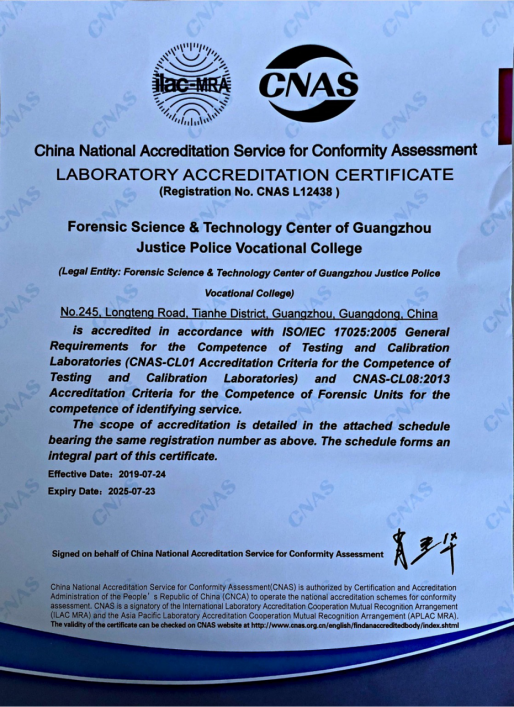 ilac-MRA
CNAS
China National Accreditation Service for Conformity Assessment
LABORATORY ACCREDITATION CERTIFICATE
(Registration No. CNAS L12438 )
Forensic Science & Technology Center of Guangzhou
Justice Police Vocational College
(Legal Entity: Forensic Science & Technology Center of Guangzhou Justice Police
Vocational College)
No.245, Longteng Road, Tianhe District, Guangzhou, Guangdong, China
is accredited in accordance with ISO/IEC 17025:2005 General
Requirements for the Competence of Testing and Calibration
Laboratories (CNAS-CL01 Accreditation Criteria for the Competence of
Testing and Calibration Laboratories) and CNAS-CL08:2013
Accreditation Criteria for the Competence of Forensic Units for the
competence of identifying service.
The scope of accreditation is detailed in the attached schedule
bearing the same registration number as above. The schedule forms an
integral part of this certificate.
Effective Date: 2019-07-24
Expiry Date: 2025-07-23
Signed on behalf of China National Accreditation Service for Conformity Assessment
China National Accreditation Service for Conformity Assessment(CNAS) is authorized by Certification and Accreditation
Administration of the People's Republic of China (CNCA) to operate the national accreditation schemes for conformity
assessment. CNAS is a signatory of the International Laboratory Accreditation Cooperation Mutual Recognition Arrangement
(ILAC MRA) and the Asia Pacific Laboratory Accreditation Cooperation Mutual Recognition Arrangement (APLAC MRA).
The validity of the certificate can be checked on CNAS website at http://www.cnas.org.cn/english/findanaccreditedbody/index.shtml